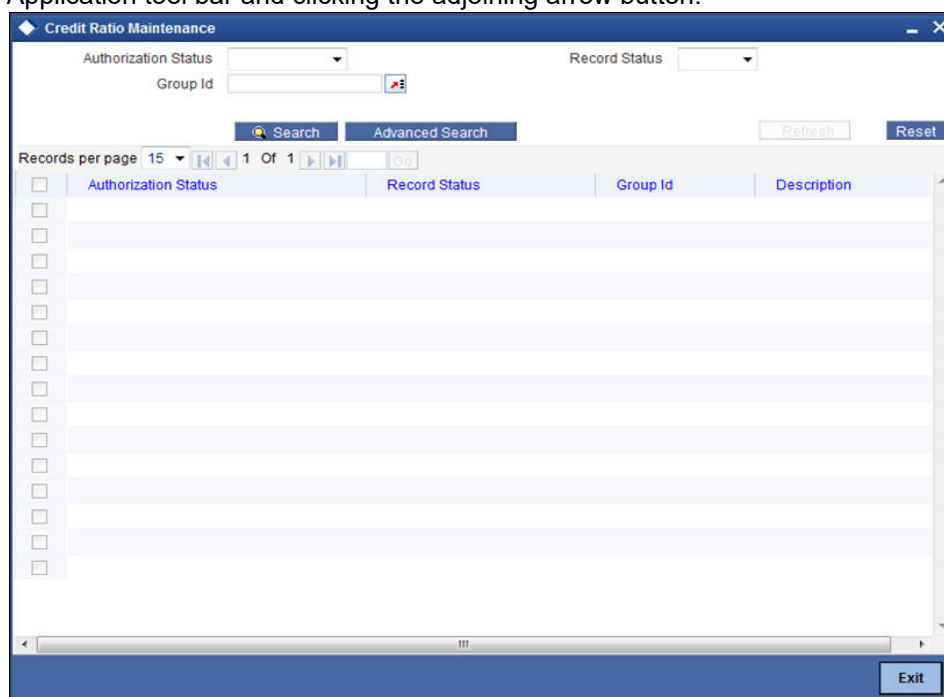 Application tool bar and clicking the adjoining arrow button.
Credit Ratio Maintenance
Authorization Status Record Status
Group Id
Search Advanced Search Refresh Reset
Records per page 15 1 Of 1 Go
Authorization Status Record Status Group Id Description
Exit